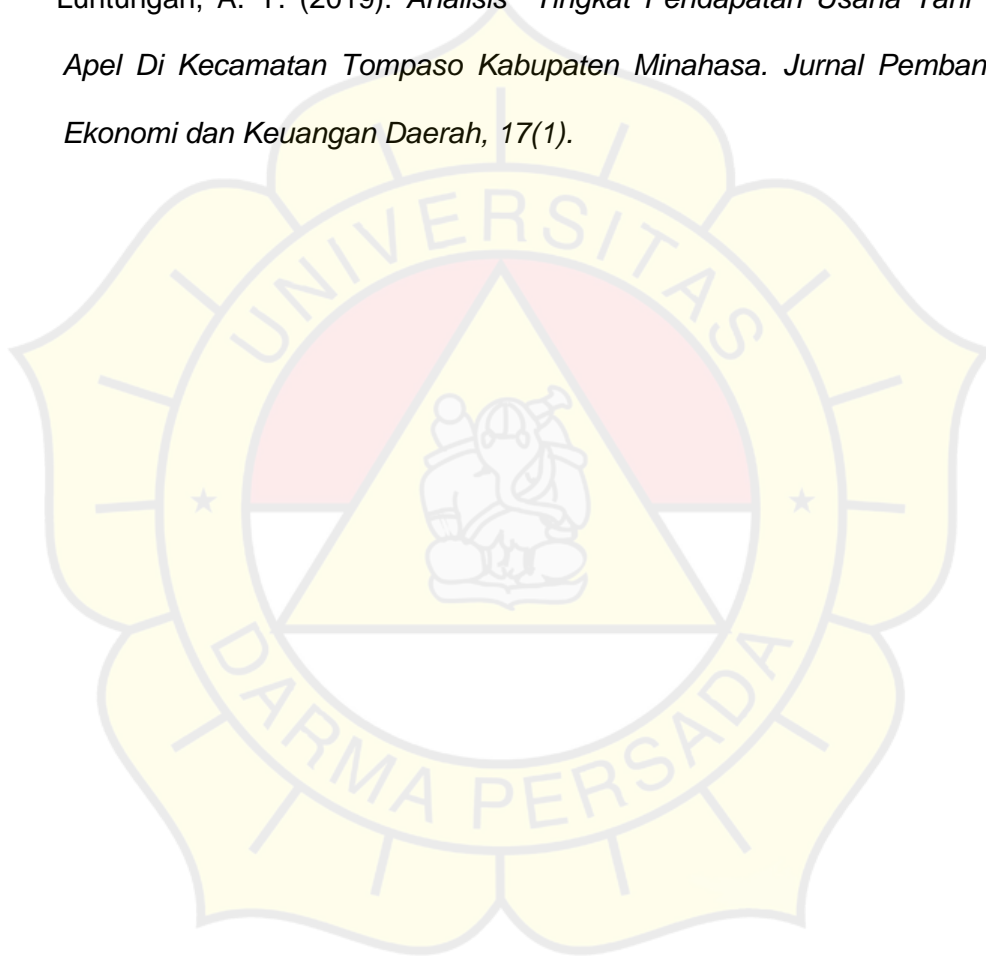 Luntungan, A. Y. (2019). Analisis Tingkat Pendapatan Usaha Tani
Apel Di Kecamatan Tompaso Kabupaten Minahasa. Jurnal Pemban
Ekonomi dan Keuangan Daerah, 17(1).
UNIVERSITAS
DARMA PERSADA